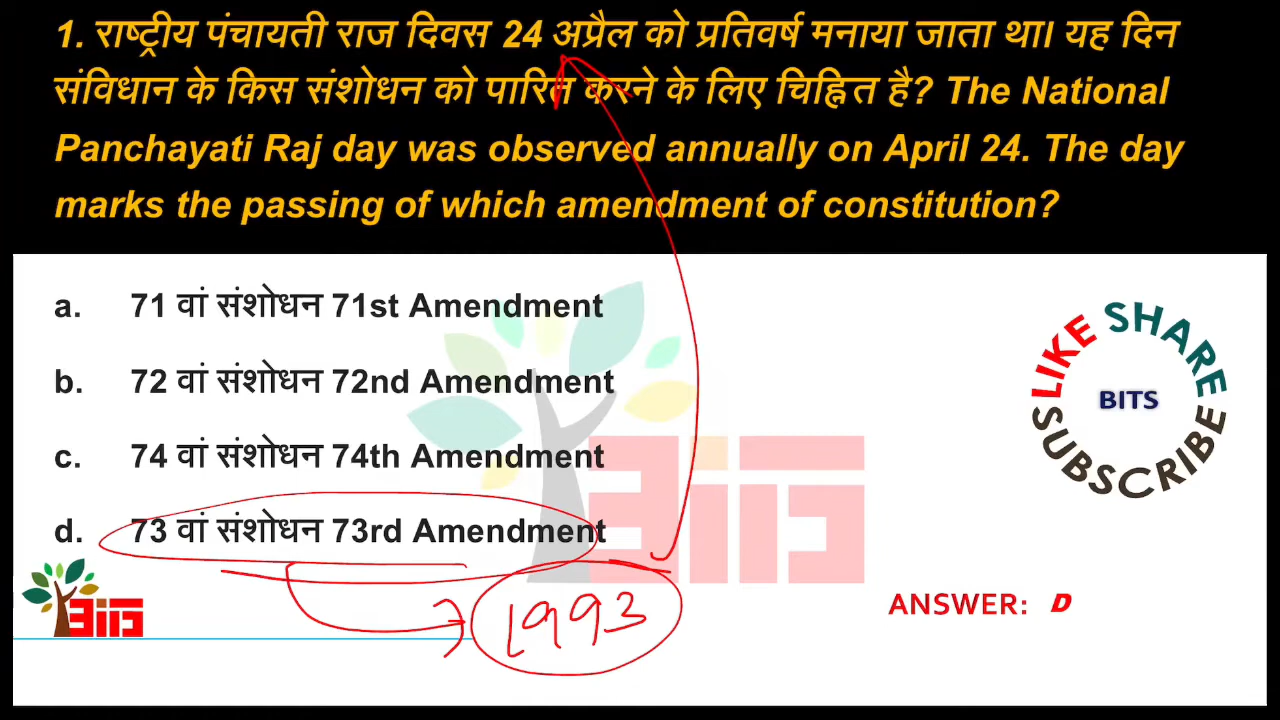 1. राष्ट्रीय पंचायती राज दिवस 24 अप्रैल को प्रतिवर्ष मनाया जाता था। यह दिन
संविधान के किस संशोधन को पारित करने के लिए चिह्नित है? The National
Panchayati Raj day was observed annually on April 24. The day
marks the passing of which amendment of constitution?
a. 71 वां संशोधन 71st Amendment
b. 72 वां संशोधन 72nd Amendment
c. 74 वां संशोधन 74th Amendment
d. 73 वां संशोधन 73rd Amendment
LIKE SHARE SUBSCRIBE
BITS
1993
ANSWER: D